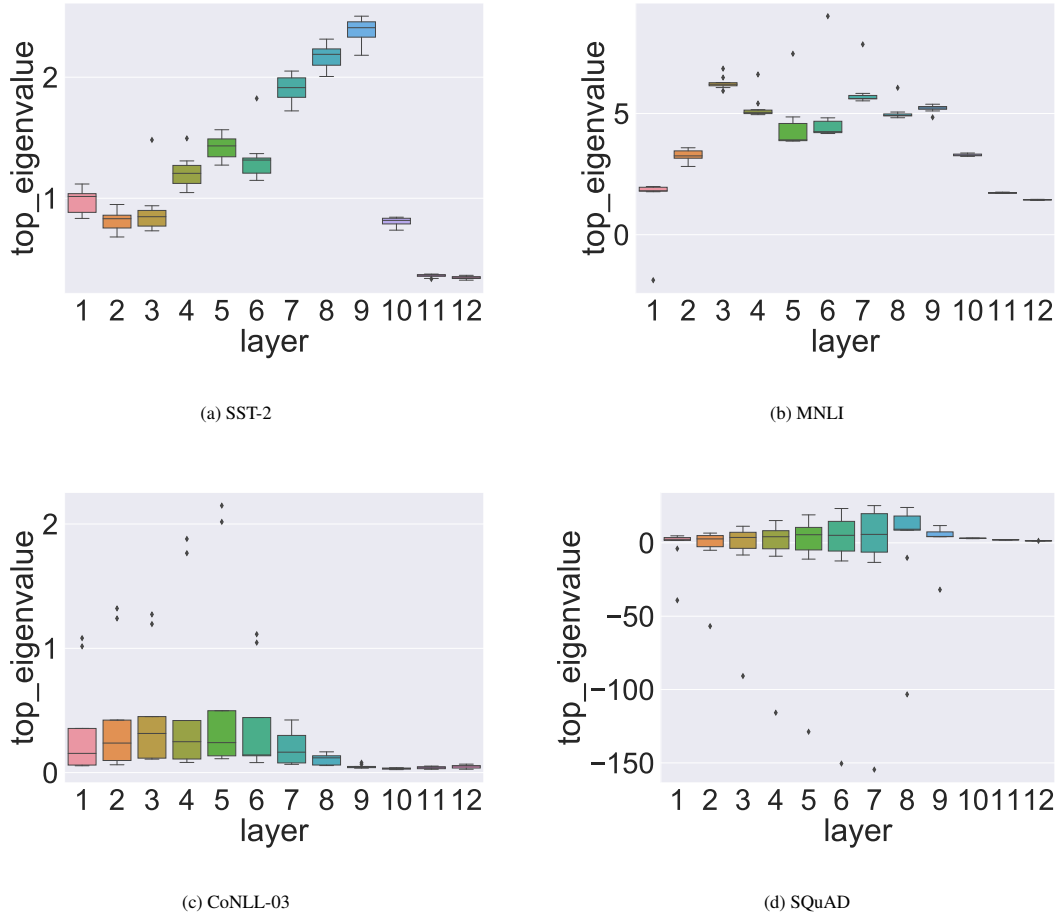 top_eigenvalue
2
1
1 2 3 4 5 6 7 8 9 10 11 12
layer
(a) SST-2
top_eigenvalue
5
0
1 2 3 4 5 6 7 8 9 10 11 12
layer
(b) MNLI
top_eigenvalue
2
1
0
1 2 3 4 5 6 7 8 9 10 11 12
layer
(c) CoNLL-03
top_eigenvalue
0
−50
−100
−150
1 2 3 4 5 6 7 8 9 10 11 12
layer
(d) SQuAD